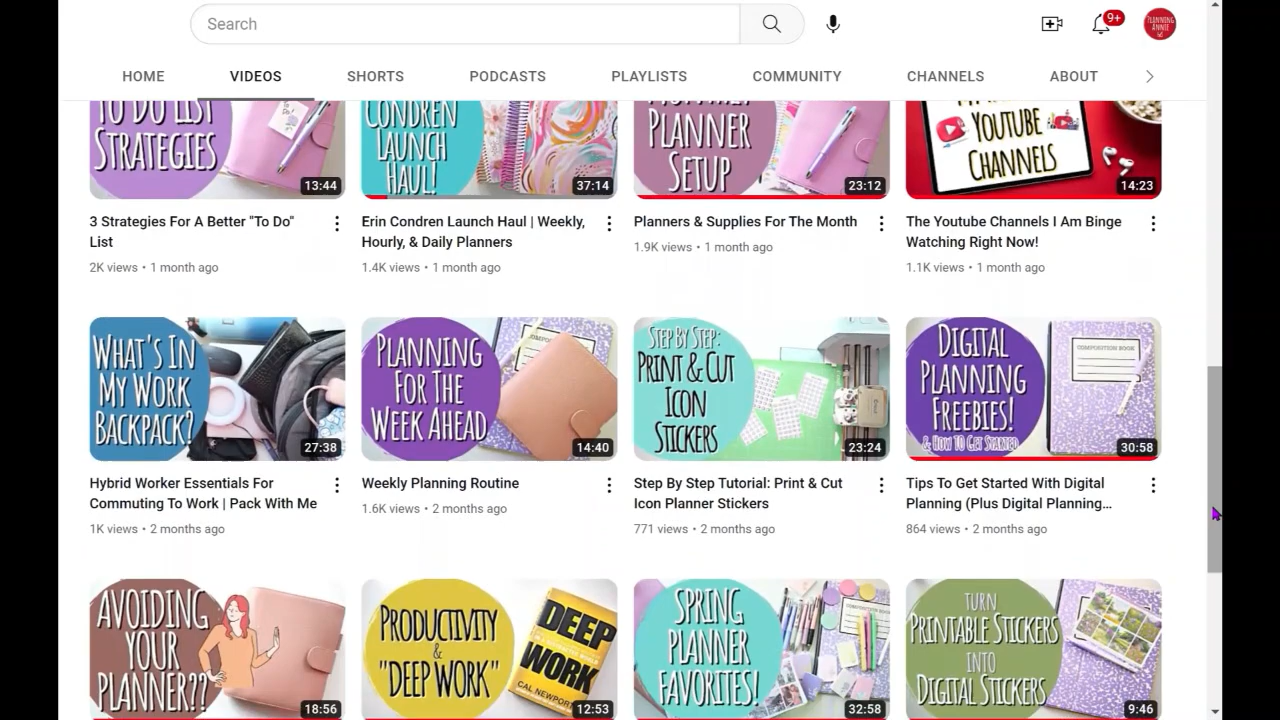 Search
9+
PLANNING
ANNIE
HOME VIDEOS SHORTS PODCASTS PLAYLISTS COMMUNITY CHANNELS ABOUT
TO DO LIST
STRATEGIES
13:44
CONDREN
LAUNCH
HAUL!
37:14
MONTHLY
PLANNER
SETUP
23:12
YOUTUBE
CHANNELS
14:23
3 Strategies For A Better "To Do"
List
2K views • 1 month ago
Erin Condren Launch Haul | Weekly,
Hourly, & Daily Planners
1.4K views • 1 month ago
Planners & Supplies For The Month
1.9K views • 1 month ago
The Youtube Channels I Am Binge
Watching Right Now!
1.1K views • 1 month ago
WHAT'S IN
MY WORK
BACKPACK?
27:38
PLANNING
FOR THE
WEEK AHEAD
14:40
STEP BY STEP:
PRINT & CUT
ICON
STICKERS
23:24
DIGITAL
PLANNING
FREEBIES!
& HOW TO GET STARTED
COMPOSITION BOOK
30:58
Hybrid Worker Essentials For
Commuting To Work | Pack With Me
1K views • 2 months ago
Weekly Planning Routine
1.6K views • 2 months ago
Step By Step Tutorial: Print & Cut
Icon Planner Stickers
771 views • 2 months ago
Tips To Get Started With Digital
Planning (Plus Digital Planning...
864 views • 2 months ago
AVOIDING
YOUR
PLANNER??
18:56
PRODUCTIVITY
&
"DEEP WORK"
DEEP
WORK
CAL NEWPORT
12:53
SPRING
PLANNER
FAVORITES!
32:58
TURN
PRINTABLE STICKERS
INTO
DIGITAL STICKERS
9:46